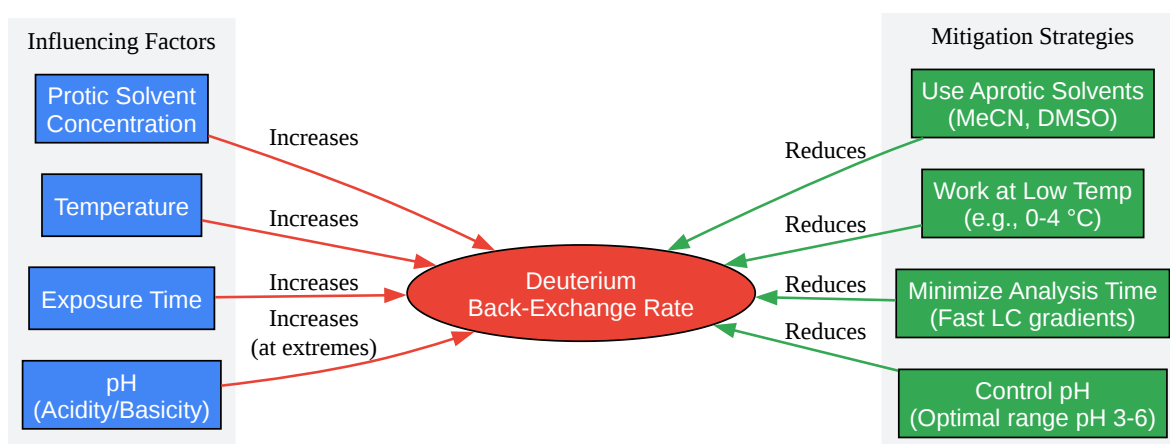 Influencing Factors
Protic Solvent
Concentration
Temperature
Exposure Time
pH
(Acidity/Basicity)
Increases
Increases
Increases
Increases
(at extremes)
Deuterium
Back-Exchange Rate
Reduces
Reduces
Reduces
Reduces
Mitigation Strategies
Use Aprotic Solvents
(MeCN, DMSO)
Work at Low Temp
(e.g., 0-4 °C)
Minimize Analysis Time
(Fast LC gradients)
Control pH
(Optimal range pH 3-6)